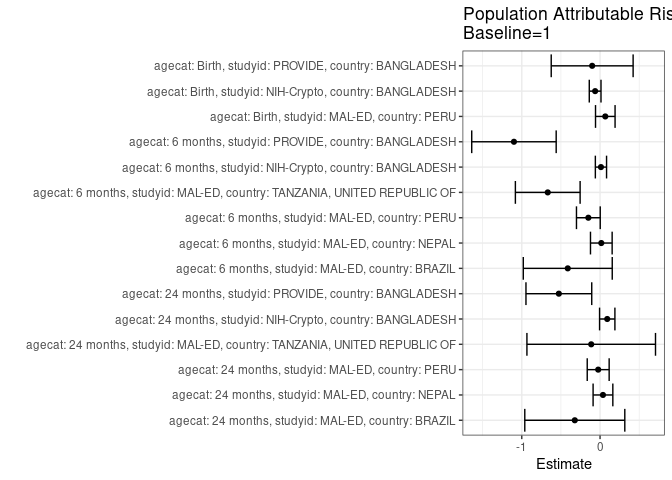 Population Attributable Ris
Baseline=1
agecat: Birth, studyid: PROVIDE, country: BANGLADESH
agecat: Birth, studyid: NIH-Crypto, country: BANGLADESH
agecat: Birth, studyid: MAL-ED, country: PERU
agecat: 6 months, studyid: PROVIDE, country: BANGLADESH
agecat: 6 months, studyid: NIH-Crypto, country: BANGLADESH
agecat: 6 months, studyid: MAL-ED, country: TANZANIA, UNITED REPUBLIC OF
agecat: 6 months, studyid: MAL-ED, country: PERU
agecat: 6 months, studyid: MAL-ED, country: NEPAL
agecat: 6 months, studyid: MAL-ED, country: BRAZIL
agecat: 24 months, studyid: PROVIDE, country: BANGLADESH
agecat: 24 months, studyid: NIH-Crypto, country: BANGLADESH
agecat: 24 months, studyid: MAL-ED, country: TANZANIA, UNITED REPUBLIC OF
agecat: 24 months, studyid: MAL-ED, country: PERU
agecat: 24 months, studyid: MAL-ED, country: NEPAL
agecat: 24 months, studyid: MAL-ED, country: BRAZIL
-1 0
Estimate